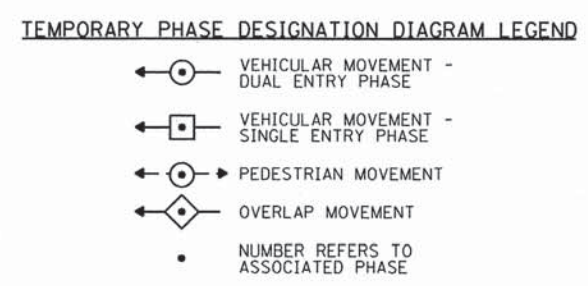 TEMPORARY PHASE DESIGNATION DIAGRAM LEGEND
VEHICULAR MOVEMENT -
DUAL ENTRY PHASE
VEHICULAR MOVEMENT -
SINGLE ENTRY PHASE
PEDESTRIAN MOVEMENT
OVERLAP MOVEMENT
NUMBER REFERS TO
ASSOCIATED PHASE